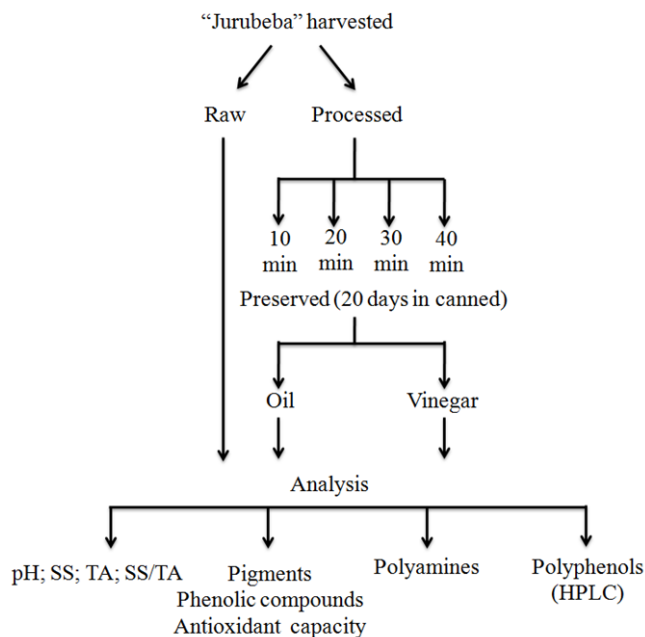 “Jurubeba” harvested
Raw
Processed
10 min
20 min
30 min
40 min
Preserved (20 days in canned)
Oil
Vinegar
Analysis
pH; SS; TA; SS/TA
Pigments
Phenolic compounds
Antioxidant capacity
Polyamines
Polyphenols
(HPLC)